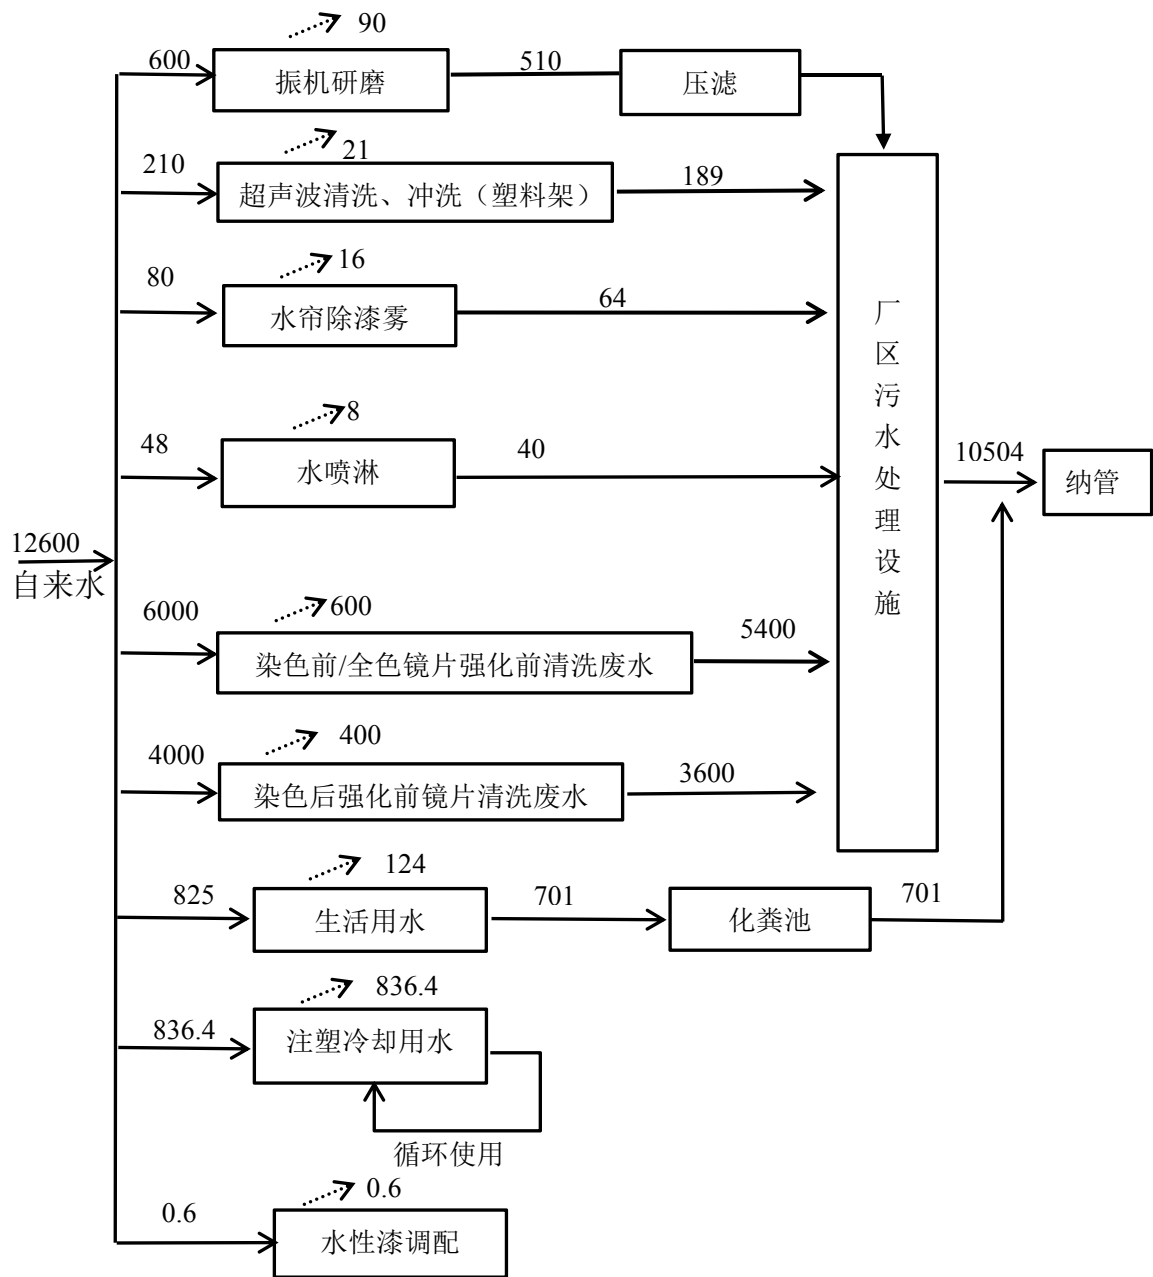 90
600
振机研磨
510
压滤
21
210
超声波清洗、冲洗（塑料架）
189
16
80
水帘除漆雾
64
8
48
水喷淋
40
厂区污水处理设施
10504
纳管
12600
自来水
600
6000
染色前/全色镜片强化前清洗废水
5400
400
4000
染色后强化前镜片清洗废水
3600
124
825
生活用水
701
化粪池
701
836.4
836.4
注塑冷却用水
循环使用
0.6
0.6
水性漆调配